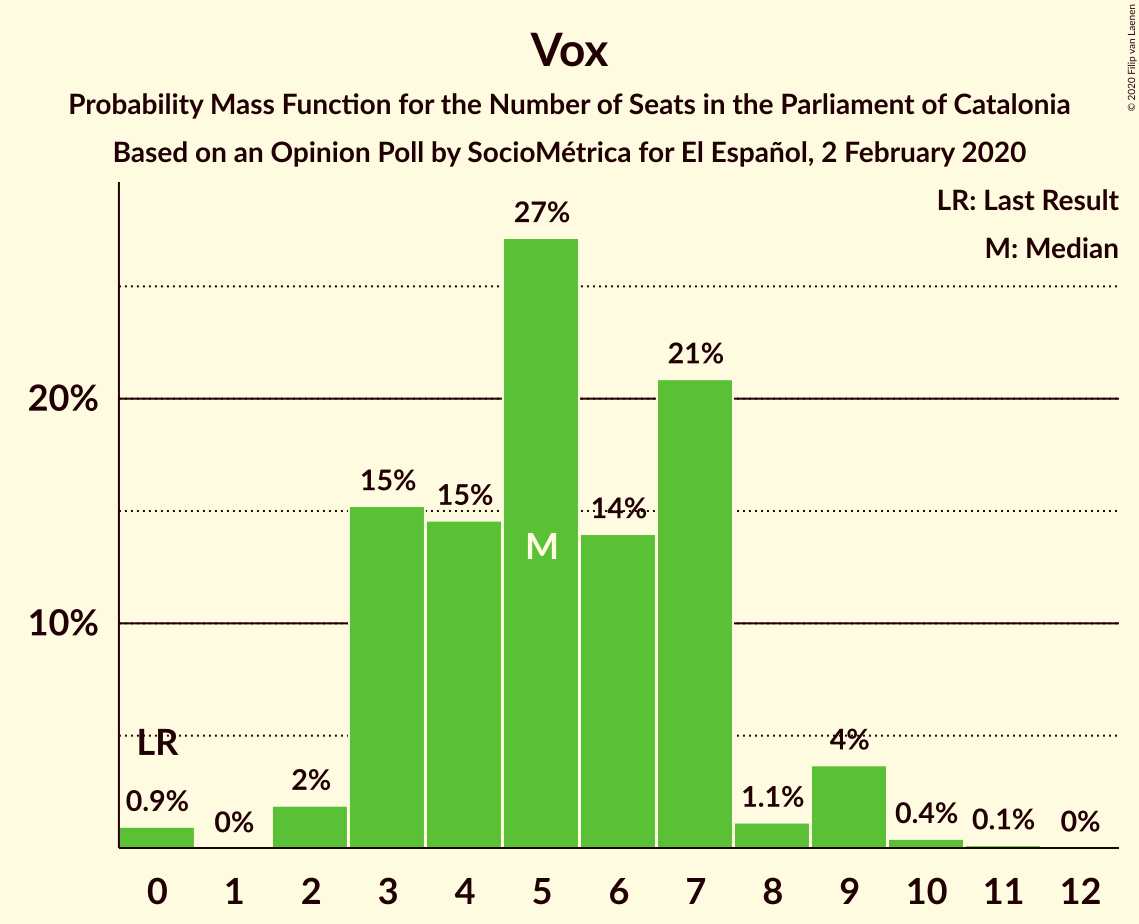 Vox
Probability Mass Function for the Number of Seats in the Parliament of Catalonia
Based on an Opinion Poll by SocioMétrica for El Español, 2 February 2020
© 2020 Filip van Laenen
LR: Last Result
M: Median
27%
21%
20%
15%
15%
14%
M
10%
LR
4%
2%
0.9%
0%
1.1%
0.4%
0.1%
0%
0 1 2 3 4 5 6 7 8 9 10 11 12